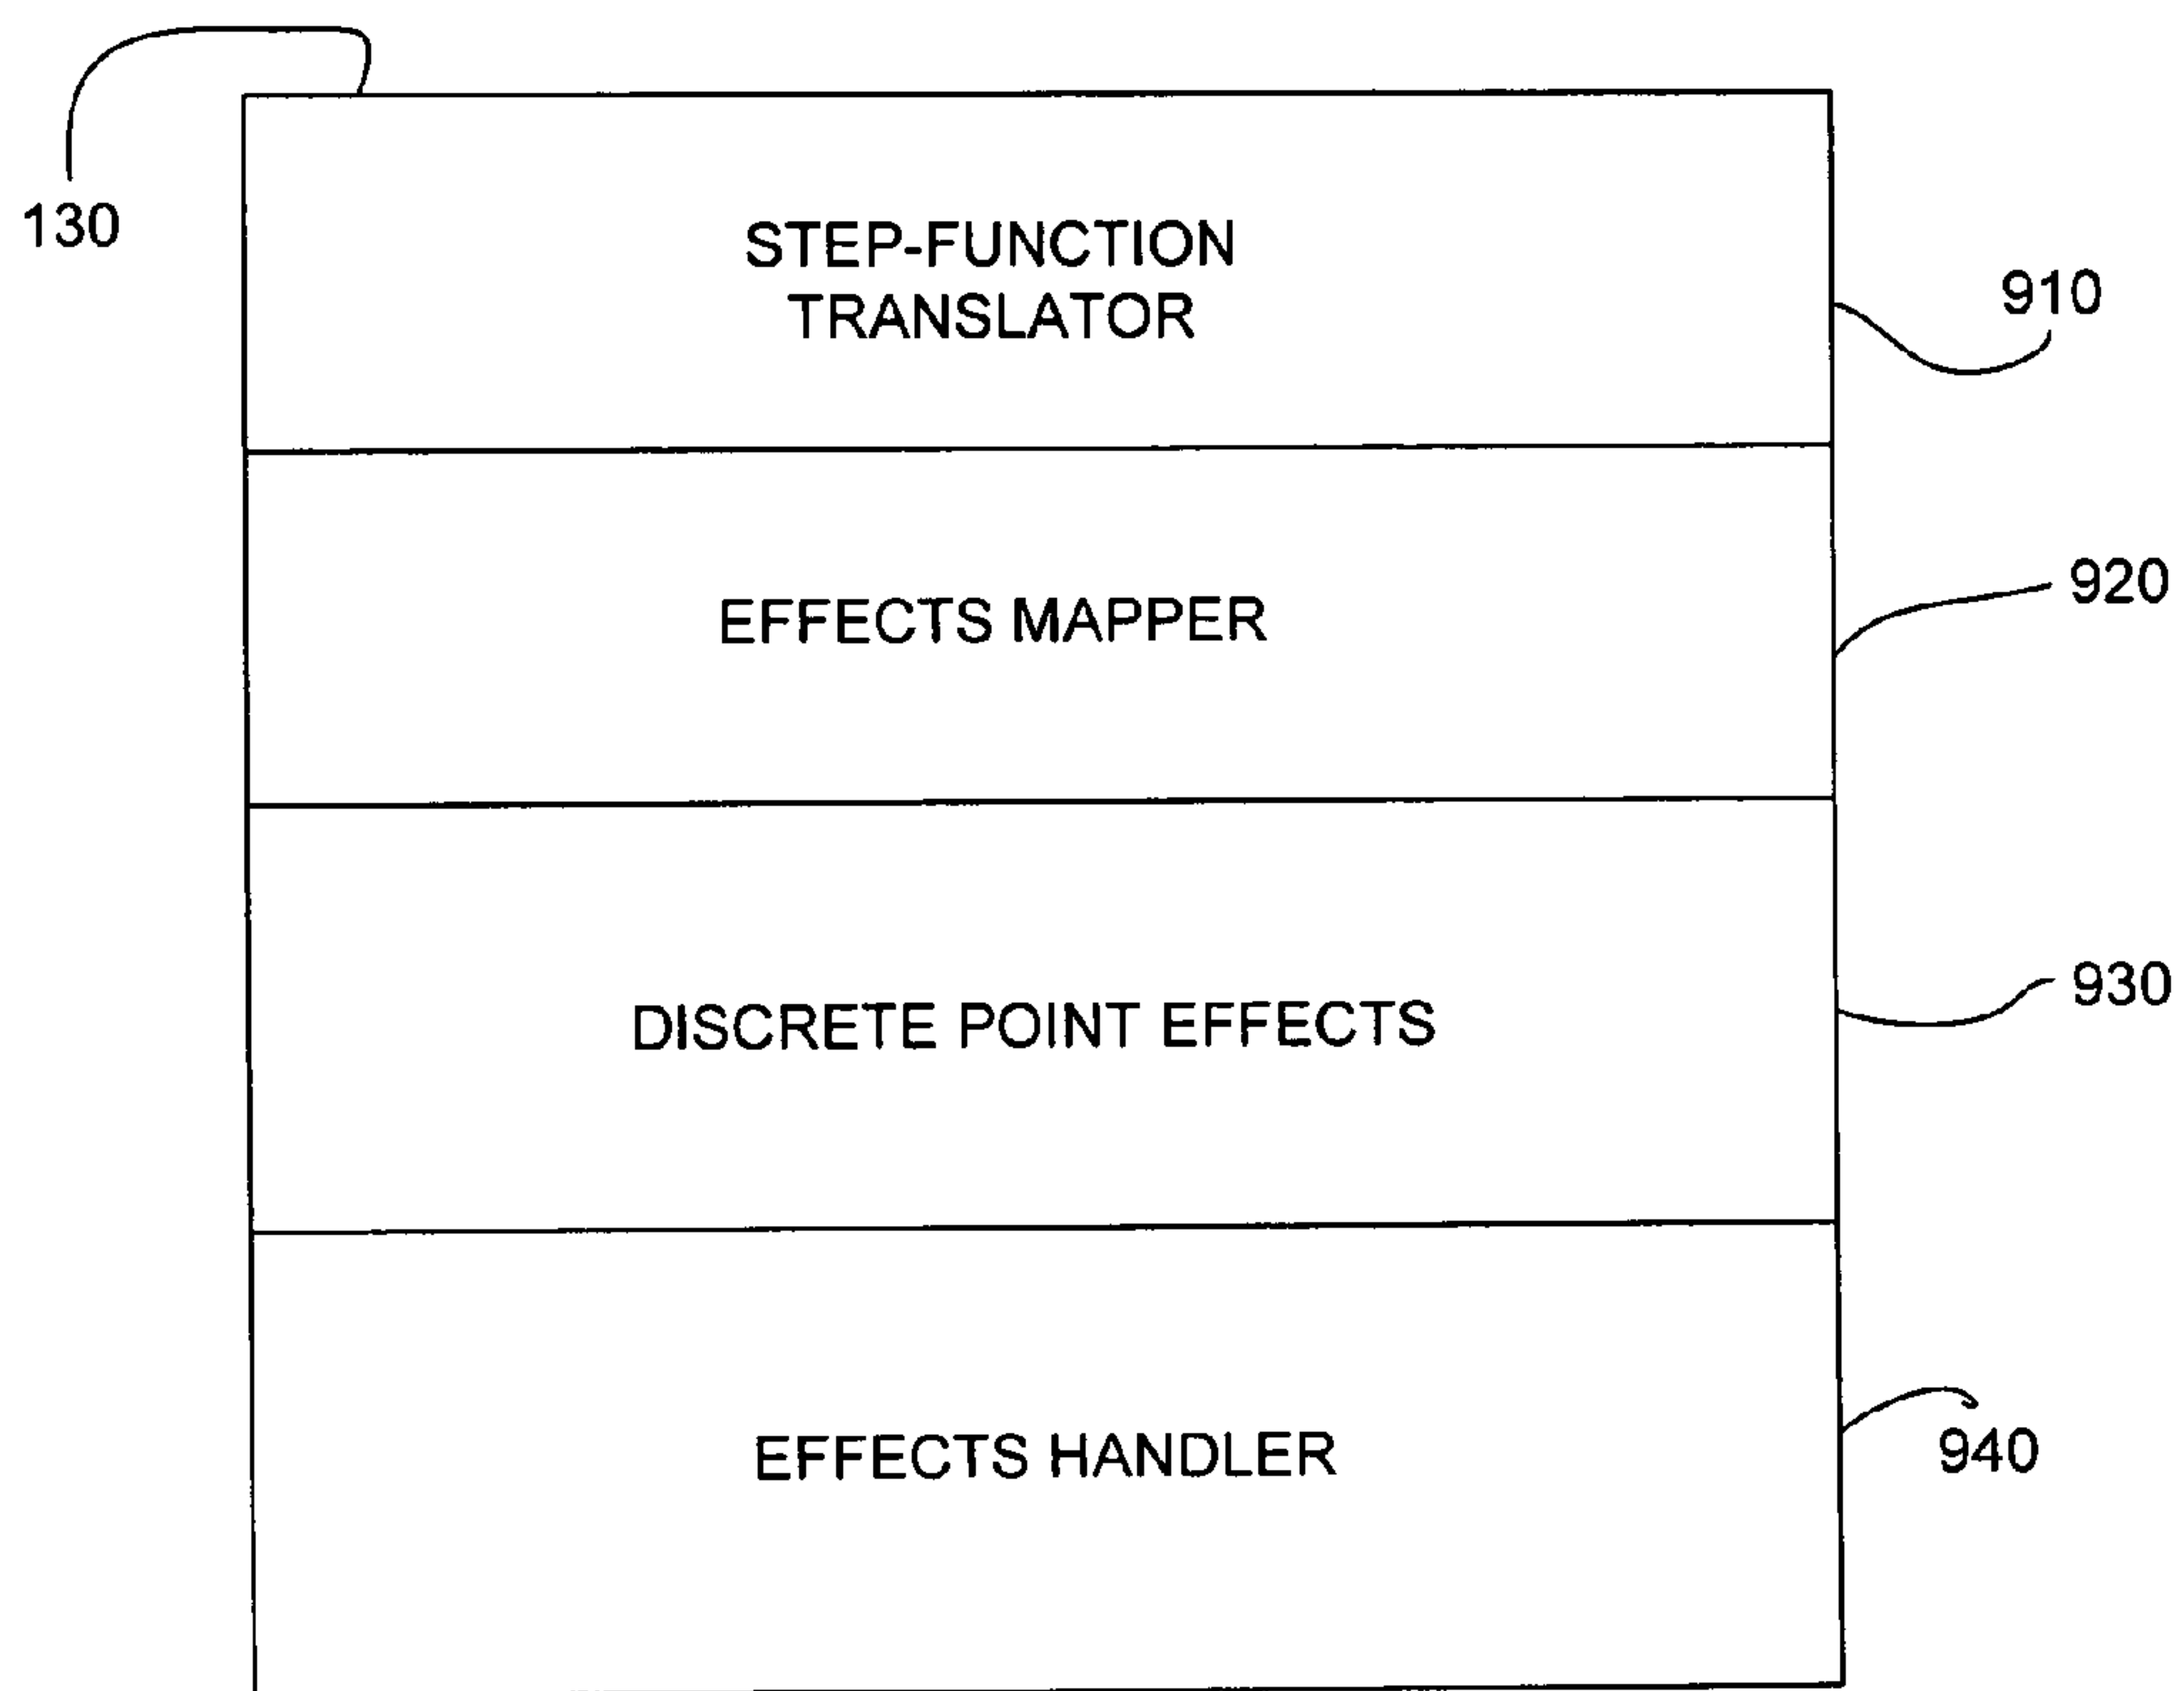 130
STEP-FUNCTION
TRANSLATOR
910
EFFECTS MAPPER
920
DISCRETE POINT EFFECTS
930
EFFECTS HANDLER
940